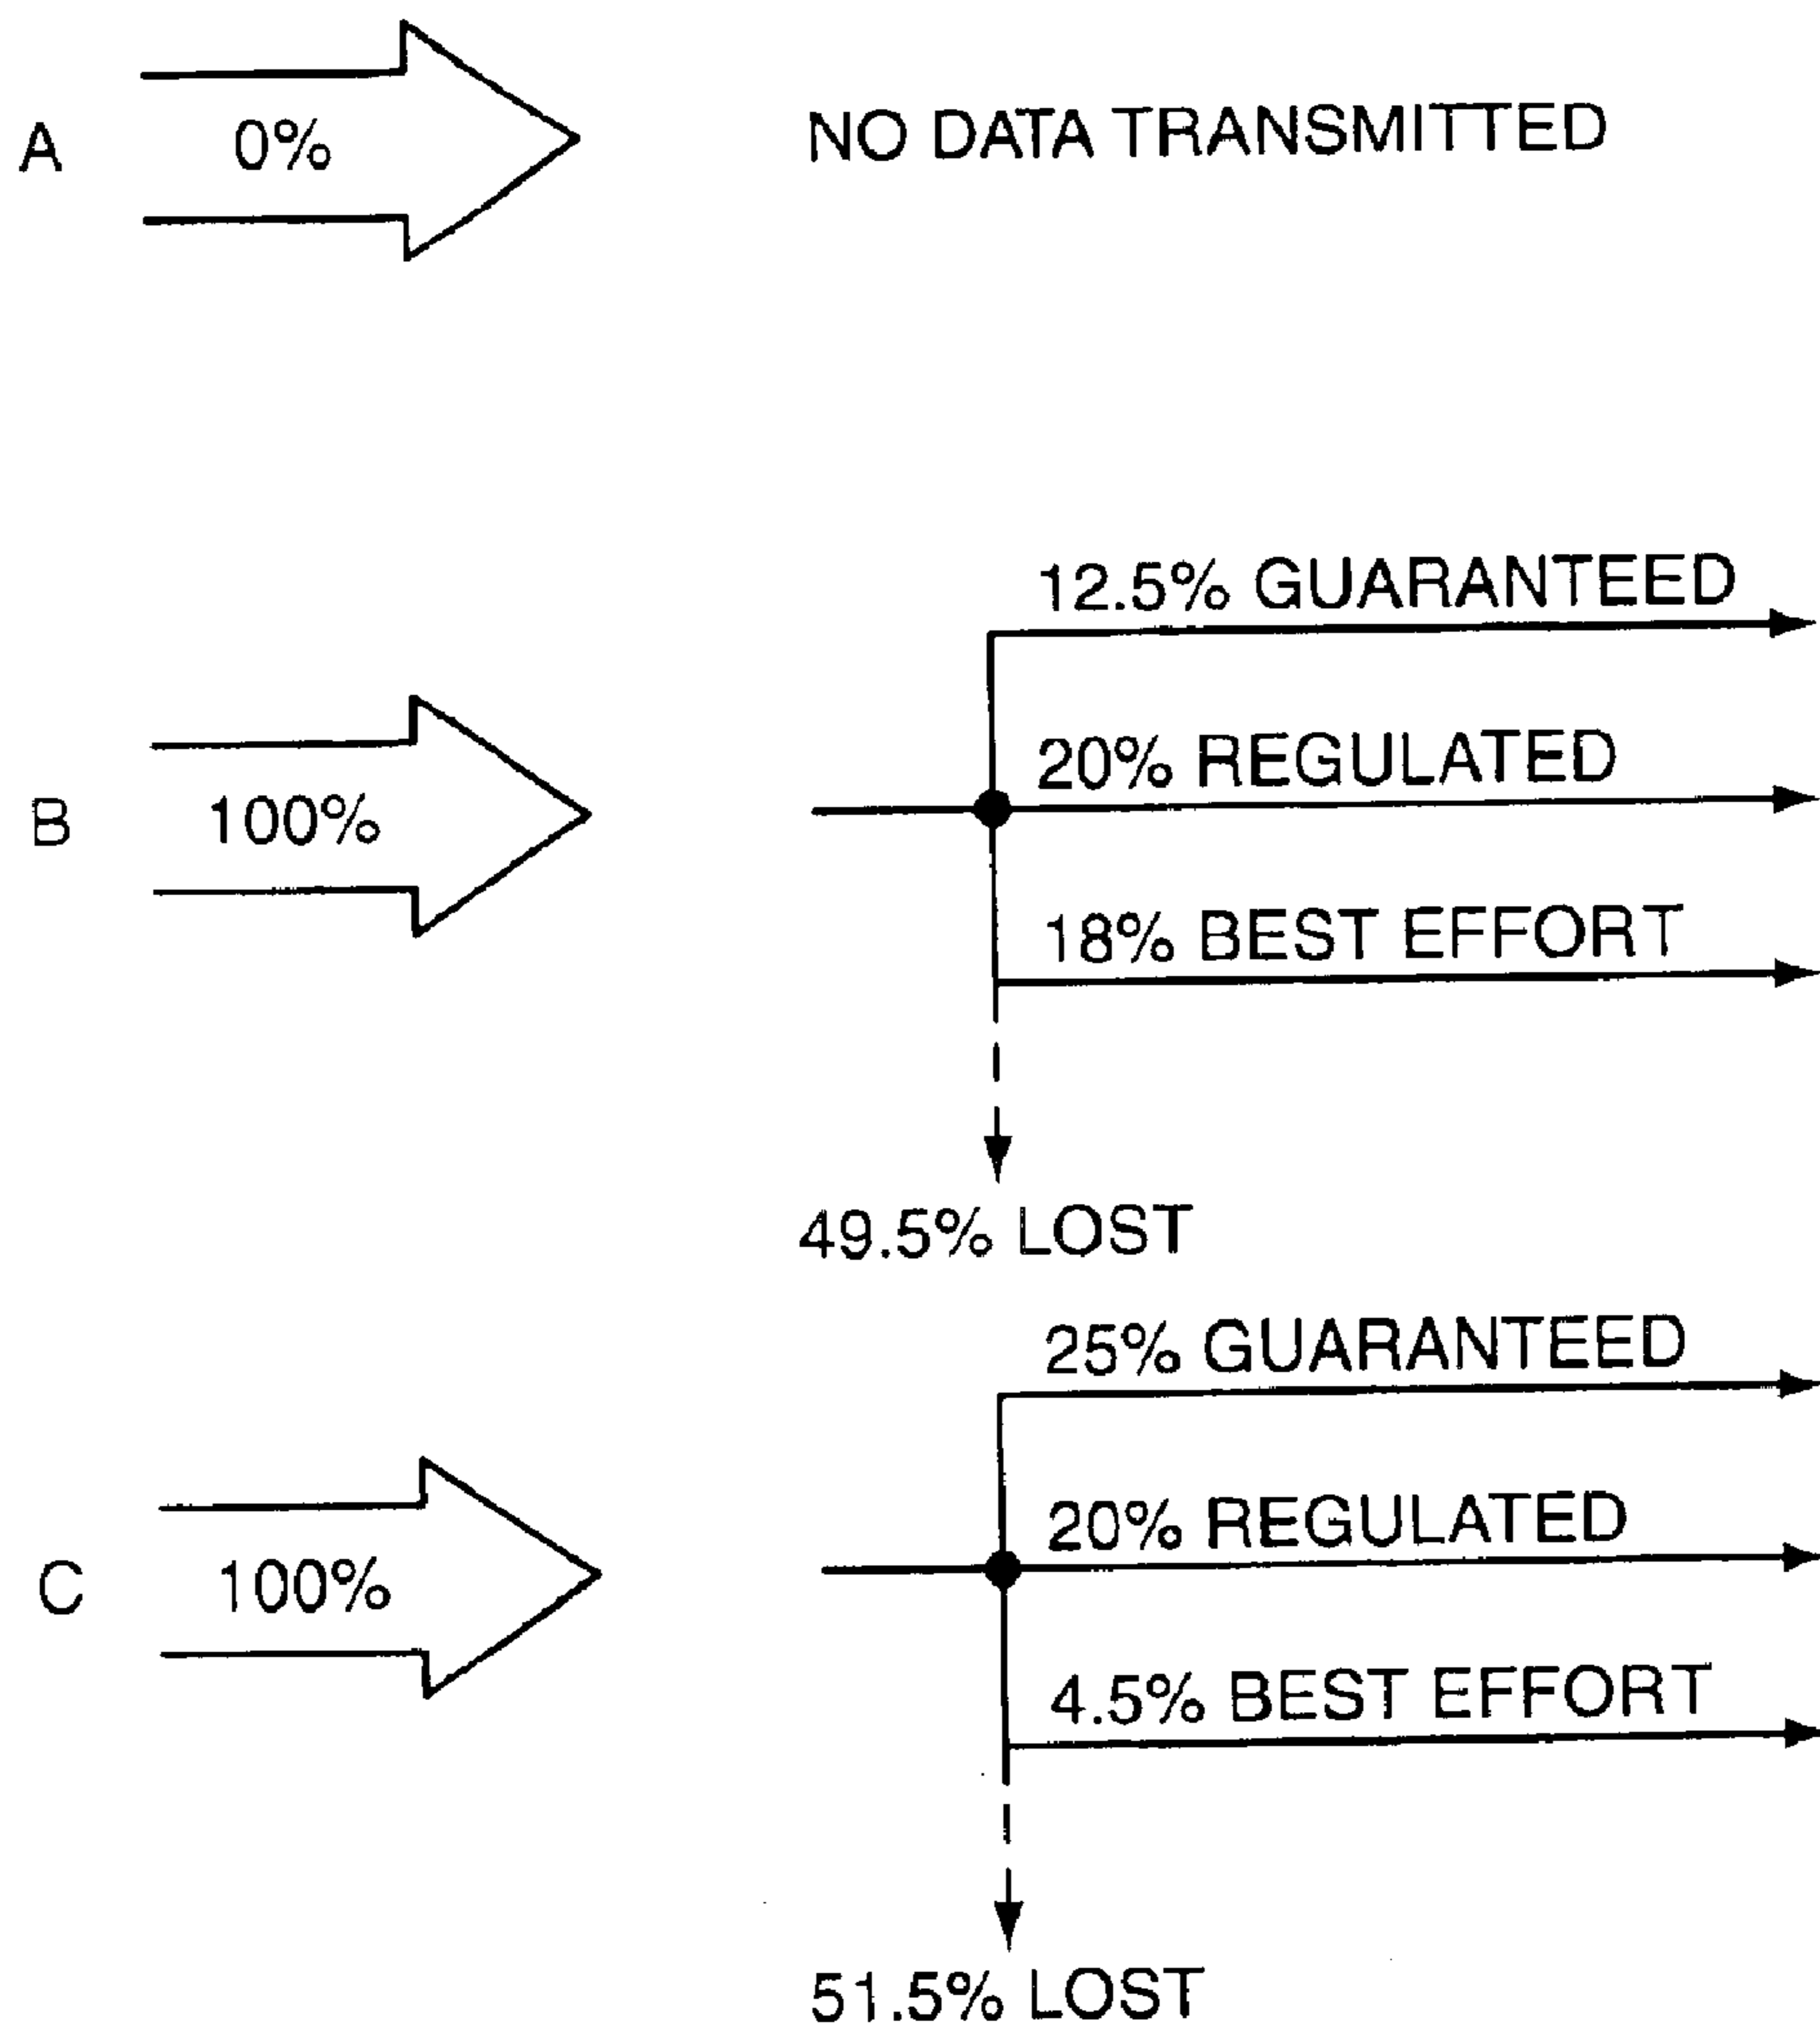 A
0%
NO DATA TRANSMITTED
12.5% GUARANTEED
20% REGULATED
B
100%
18% BEST EFFORT
49.5% LOST
25% GUARANTEED
20% REGULATED
C
100%
4.5% BEST EFFORT
51.5% LOST